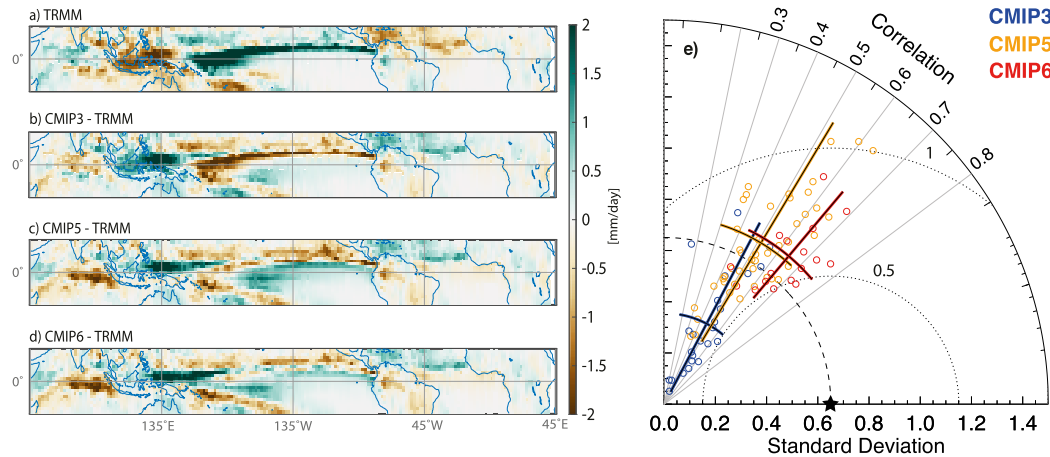 a) TRMM
0°
b) CMIP3 - TRMM
0°
c) CMIP5 - TRMM
0°
d) CMIP6 - TRMM
0°
135°E
135°W
45°W
45°E
2
1.5
1
0.5
0
-0.5
-1
-1.5
-2
[mm/day]
e)
CMIP3
CMIP5
CMIP6
Correlation
0.3
0.4
0.5
0.6
0.7
0.8
1
0.5
0.0
0.2
0.4
0.6
0.8
1.0
1.2
1.4
Standard Deviation